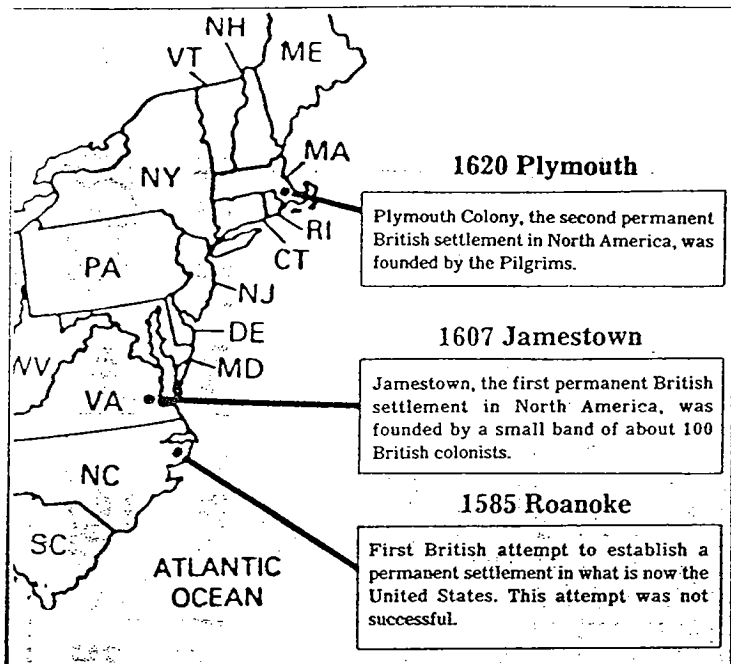 NH
ME
VT
MA
NY
RI
CT
PA
NJ
DE
MD
WV
VA
NC
SC
ATLANTIC
OCEAN
1620 Plymouth
Plymouth Colony, the second permanent
British settlement in North America, was
founded by the Pilgrims.
1607 Jamestown
Jamestown, the first permanent British
settlement in North America, was
founded by a small band of about 100
British colonists.
1585 Roanoke
First British attempt to establish a
permanent settlement in what is now the
United States. This attempt was not
successful.